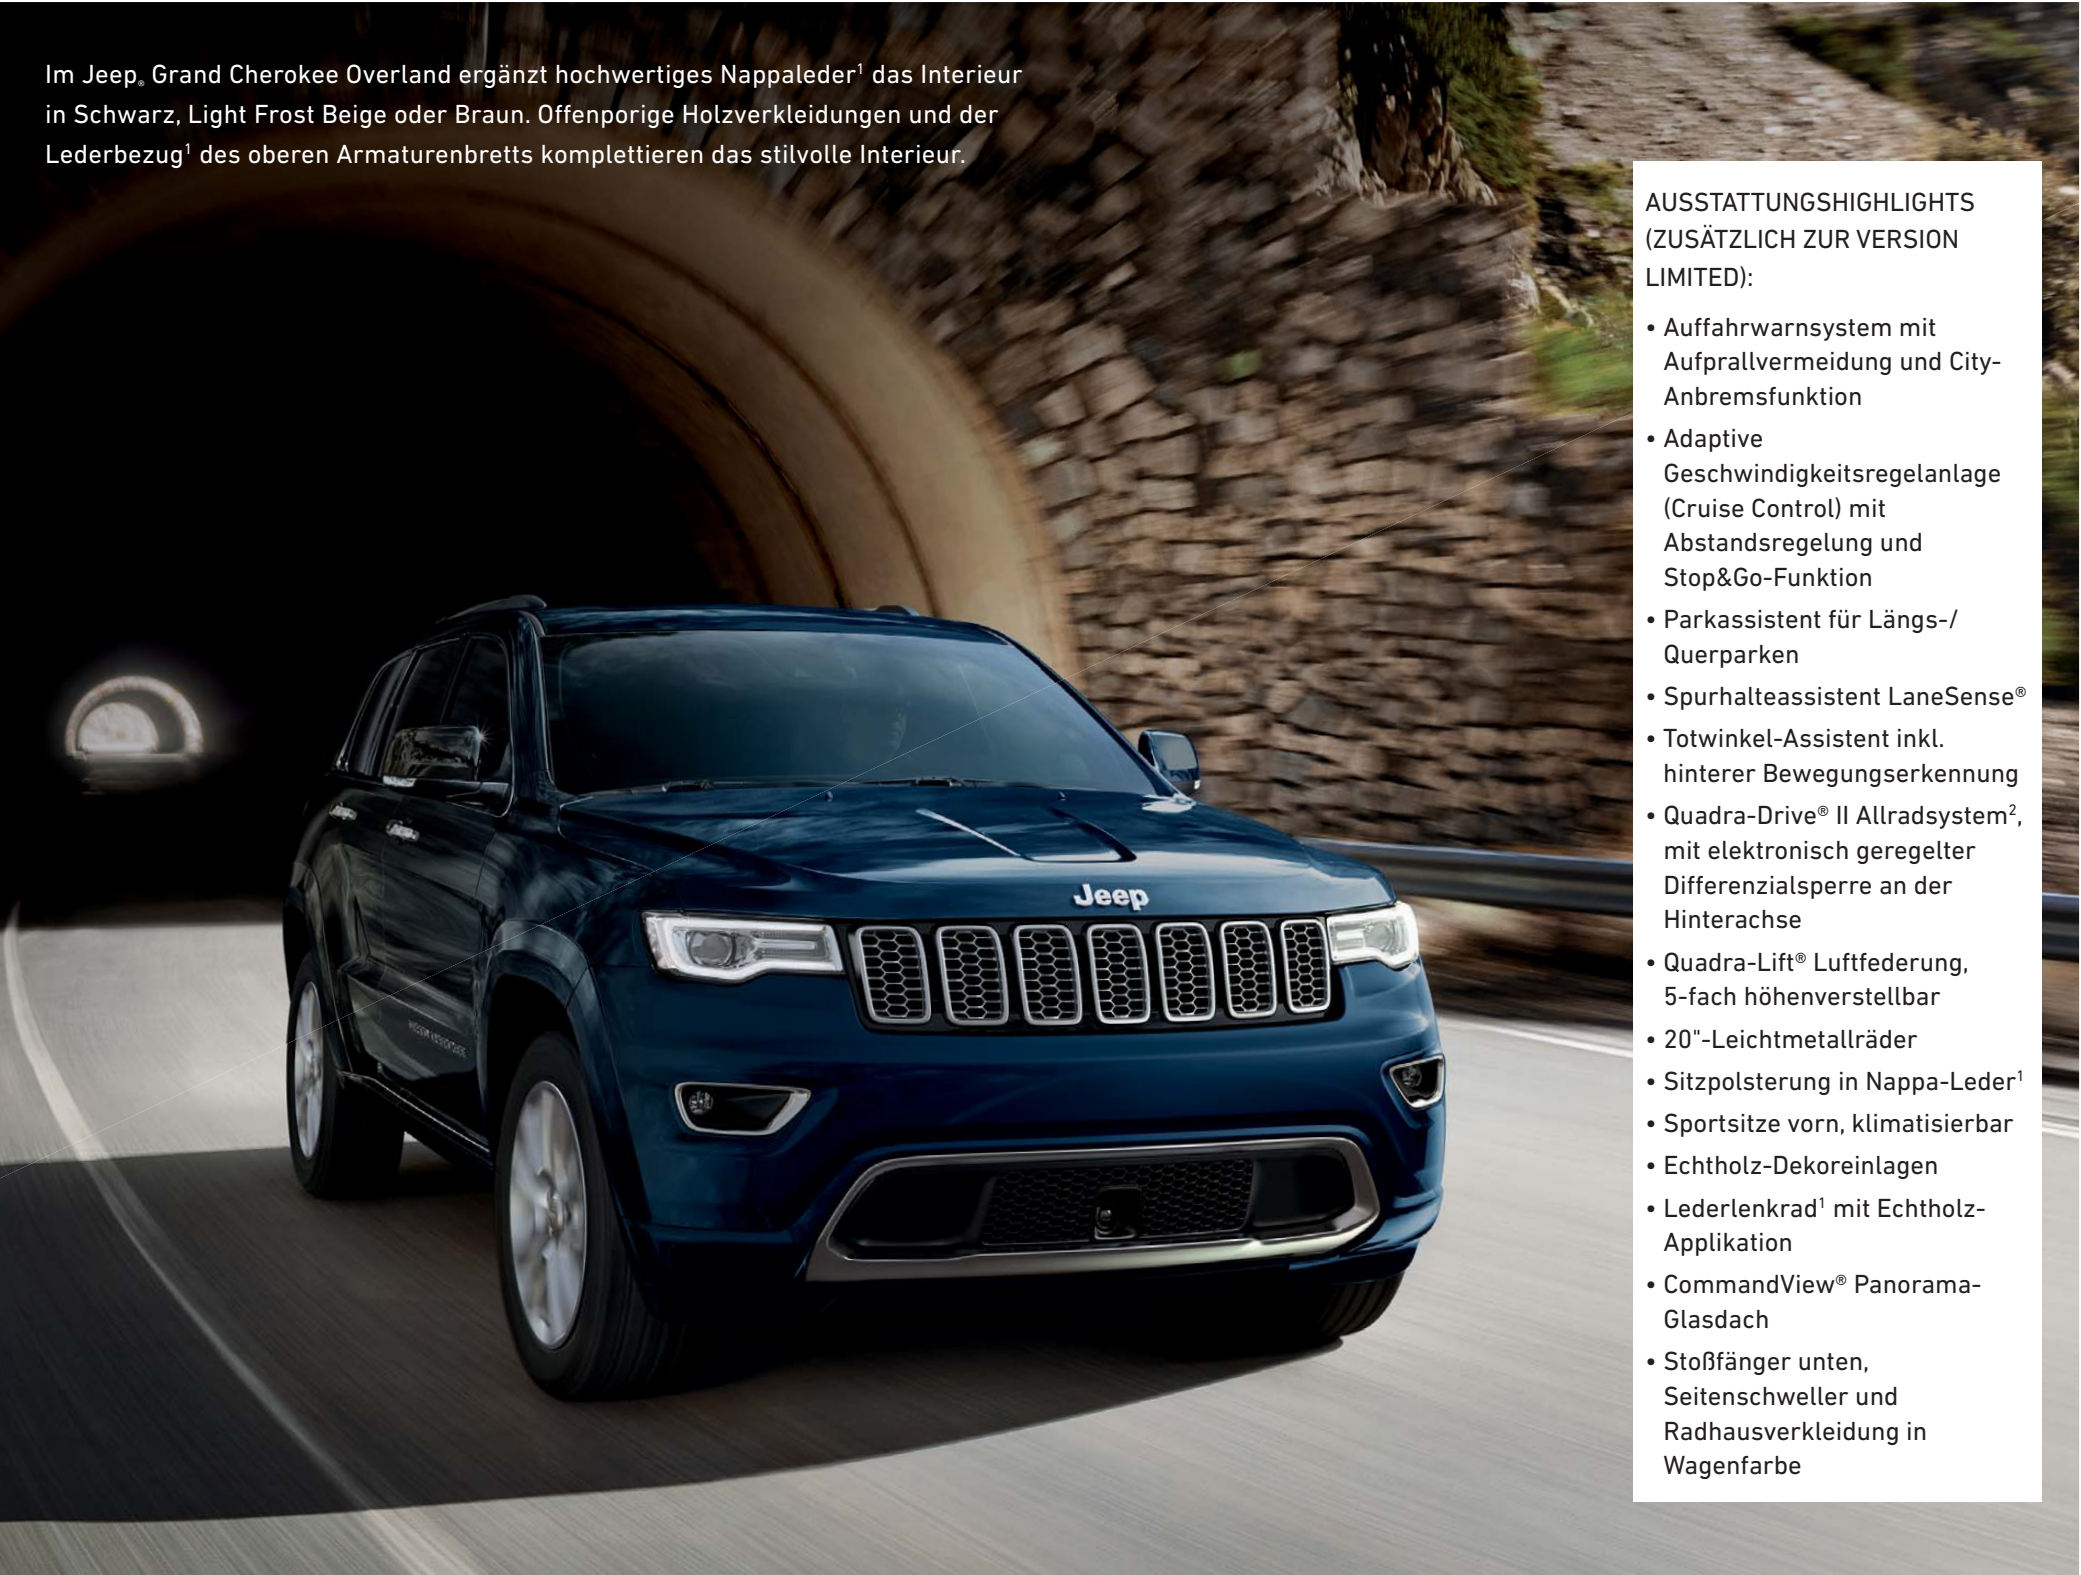 Im Jeep® Grand Cherokee Overland ergänzt hochwertiges Nappaleder¹ das Interieur
in Schwarz, Light Frost Beige oder Braun. Offenporige Holzverkleidungen und der
Lederbezug¹ des oberen Armaturenbretts komplettieren das stilvolle Interieur.
AUSSTATTUNGSHIGHLIGHTS
(ZUSÄTZLICH ZUR VERSION
LIMITED):
• Auffahrwarnsystem mit
Aufprallvermeidung und City-
Anbremsfunktion
• Adaptive
Geschwindigkeitsregelanlage
(Cruise Control) mit
Abstandsregelung und
Stop&Go-Funktion
• Parkassistent für Längs-/
Querparken
• Spurhalteassistent LaneSense®
• Totwinkel-Assistent inkl.
hinterer Bewegungserkennung
• Quadra-Drive® II Allradsystem²,
mit elektronisch geregelter
Differenzialsperre an der
Hinterachse
• Quadra-Lift® Luftfederung,
5-fach höhenverstellbar
• 20"-Leichtmetallräder
• Sitzpolsterung in Nappa-Leder¹
• Sportsitze vorn, klimatisierbar
• Echtholz-Dekoreinlagen
• Lederlenkrad¹ mit Echtholz-
Applikation
• CommandView® Panorama-
Glasdach
• Stoßfänger unten,
Seitenschweller und
Radhausverkleidung in
Wagenfarbe
Jeep